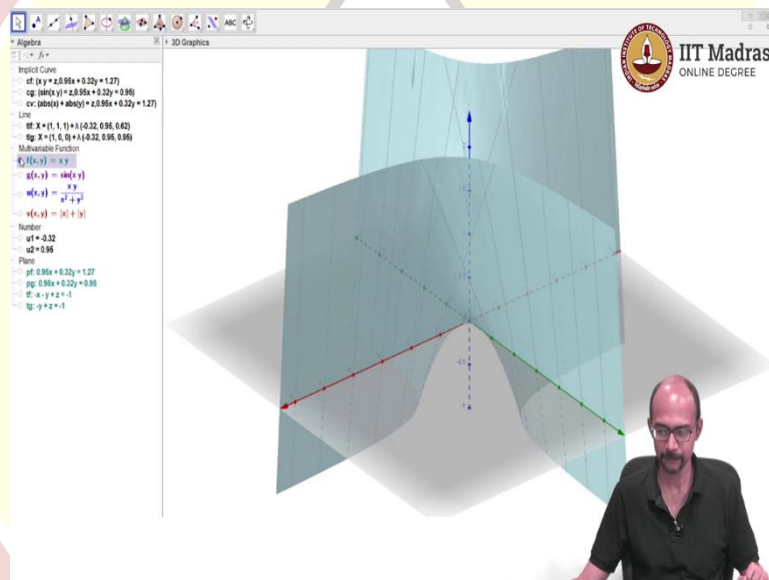 ABC
Algebra
3D Graphics
Implicit Curve
cf: (x y = z,0.95x + 0.32y = 1.27)
cg: (sin(x y) = z,0.95x + 0.32y = 0.95)
cv: (abs(x) + abs(y) = z,0.95x + 0.32y = 1.27)
Line
tlf: X = (1, 1, 1) + λ (-0.32, 0.95, 0.62)
tlg: X = (1, 0, 0) + λ (-0.32, 0.95, 0.95)
Multivariable Function
f(x, y) = x y
g(x, y) = sin(x y)
u(x, y) = x y / x² + y²
v(x, y) = |x| + |y|
Number
u1 = -0.32
u2 = 0.95
Plane
pf: 0.95x + 0.32y = 1.27
pg: 0.95x + 0.32y = 0.95
tf: -x - y + z = -1
tg: -y + z = -1
IIT Madras
ONLINE DEGREE